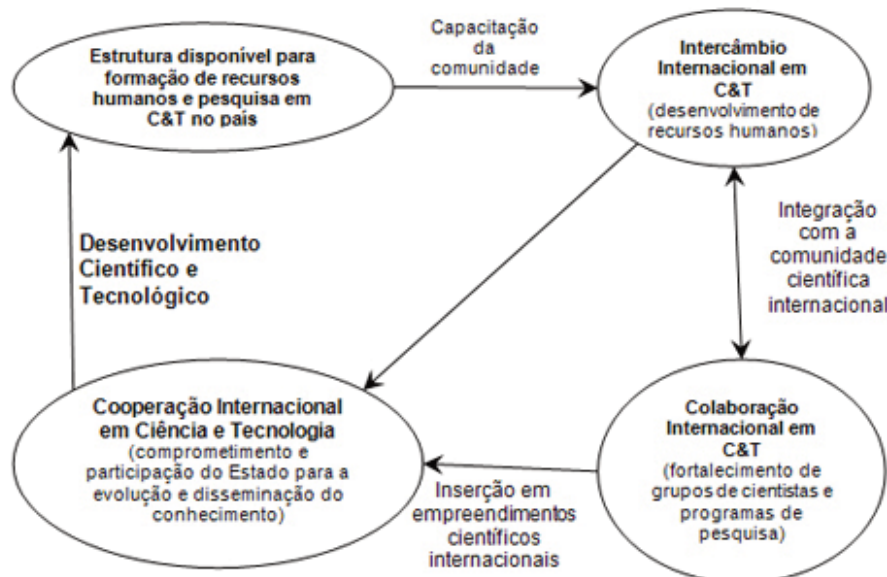 Estrutura disponível para
formação de recursos
humanos e pesquisa em
C&T no país
Capacitação
da
comunidade
Intercâmbio
Internacional em
C&T
(desenvolvimento de
recursos humanos)
Integração
com a
comunidade
científica
internacional
Desenvolvimento
Científico e
Tecnológico
Cooperação Internacional
em Ciência e Tecnologia
(comprometimento e
participação do Estado para a
evolução e disseminação do
conhecimento)
Inserção em
empreendimentos
científicos
internacionais
Colaboração
Internacional em
C&T
(fortalecimento de
grupos de cientistas e
programas de
pesquisa)